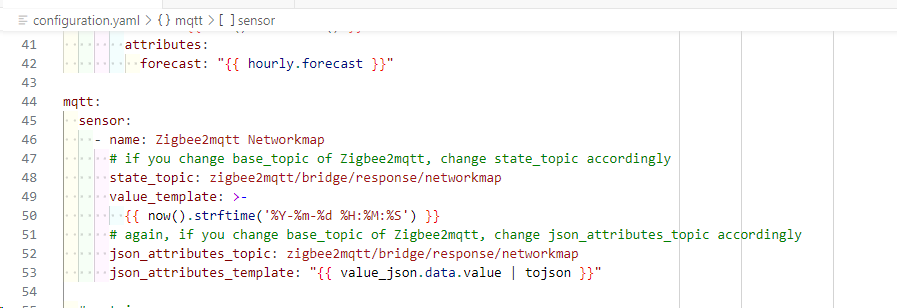 configuration.yaml > {} mqtt > [ ] sensor
41 attributes:
42 forecast: "{{ hourly.forecast }}"
43
44 mqtt:
45 sensor:
46 - name: Zigbee2mqtt Networkmap
47 # if you change base_topic of Zigbee2mqtt, change state_topic accordingly
48 state_topic: zigbee2mqtt/bridge/response/networkmap
49 value_template: >-
50 {{ now().strftime('%Y-%m-%d %H:%M:%S') }}
51 # again, if you change base_topic of Zigbee2mqtt, change json_attributes_topic accordingly
52 json_attributes_topic: zigbee2mqtt/bridge/response/networkmap
53 json_attributes_template: "{{ value_json.data.value | tojson }}"
54